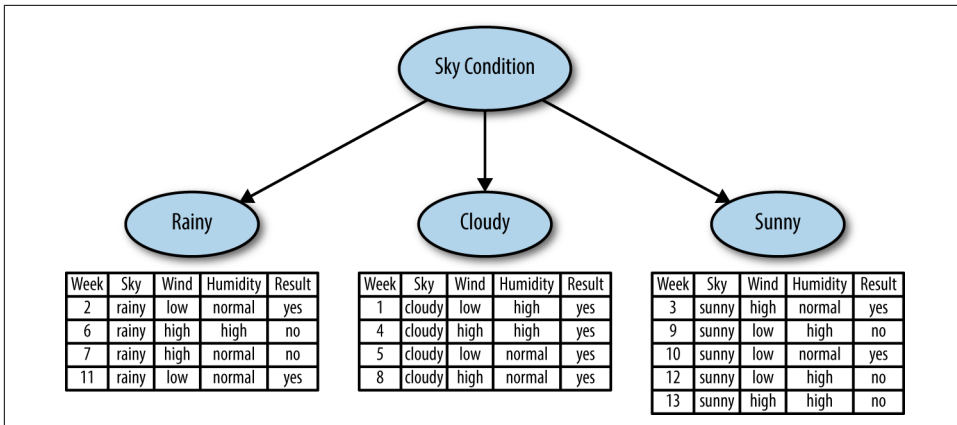 Sky Condition
Rainy
Cloudy
Sunny
Week Sky Wind Humidity Result
2 rainy low normal yes
6 rainy high high no
7 rainy high normal no
11 rainy low normal yes
Week Sky Wind Humidity Result
1 cloudy low high yes
4 cloudy high high yes
5 cloudy low normal yes
8 cloudy high normal yes
Week Sky Wind Humidity Result
3 sunny high normal yes
9 sunny low high no
10 sunny low normal yes
12 sunny low high no
13 sunny high high no